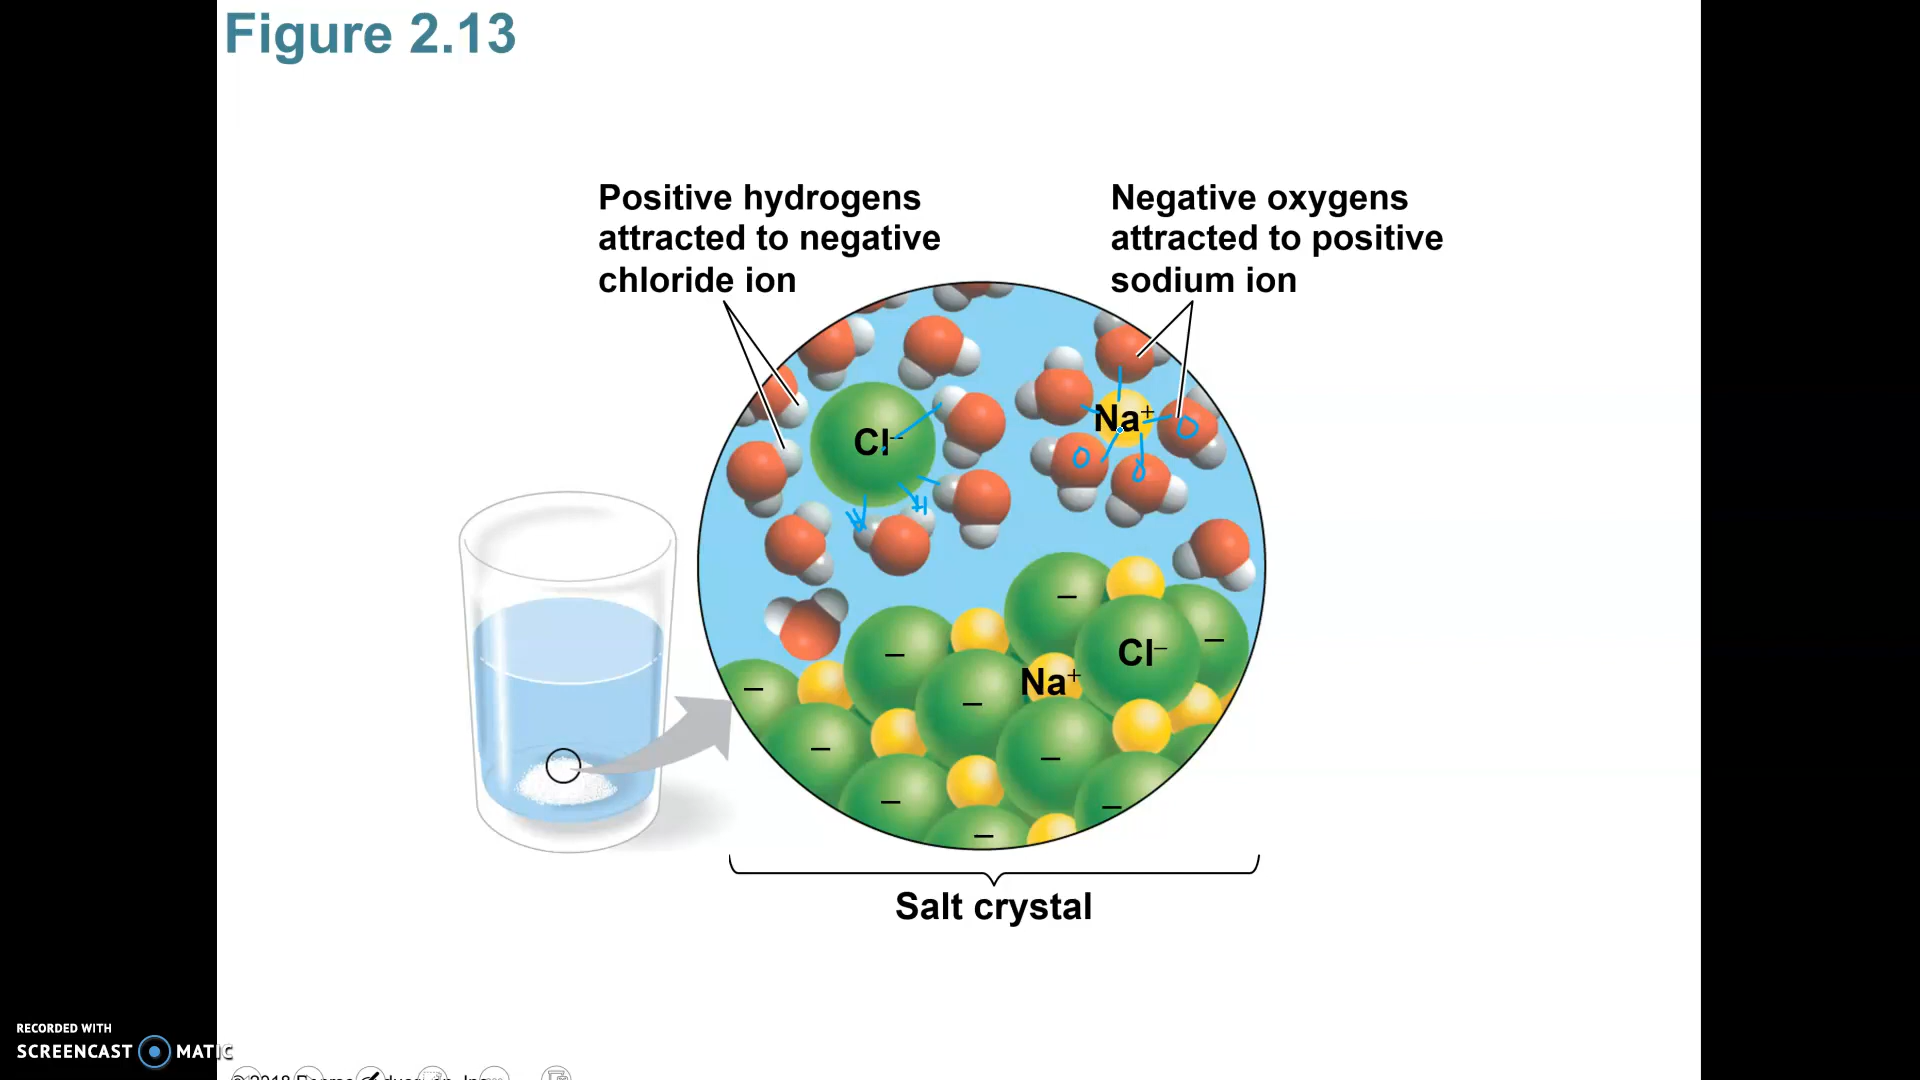 Figure 2.13
Positive hydrogens
attracted to negative
chloride ion
Negative oxygens
attracted to positive
sodium ion
Cl–
Na+
O
O
O
H
H
–
–
–
Cl–
Na+
–
–
–
–
–
–
–
Salt crystal
RECORDED WITH
SCREENCAST MATIC